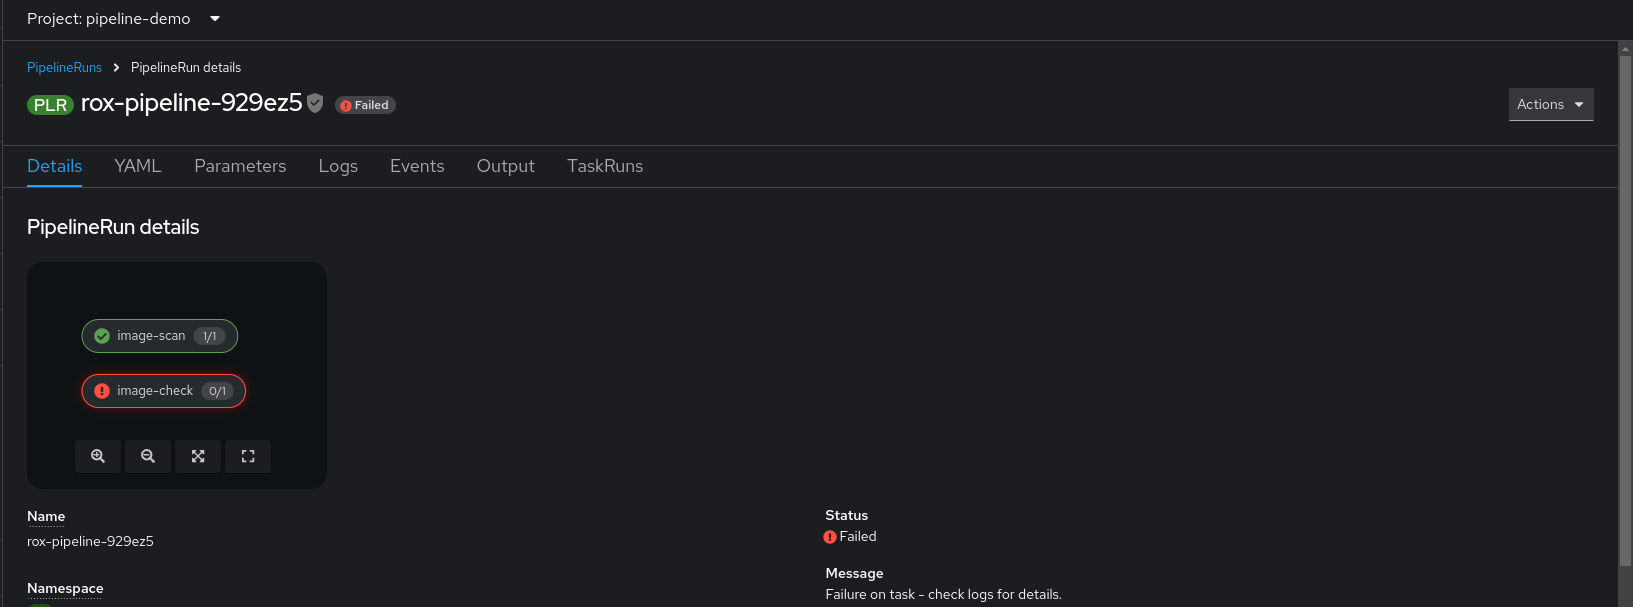 Project: pipeline-demo
PipelineRuns PipelineRun details
PLR rox-pipeline-929ez5 Failed
Actions
Details YAML Parameters Logs Events Output TaskRuns
PipelineRun details
image-scan 1/1
image-check 0/1
Name
rox-pipeline-929ez5
Namespace
Status
Failed
Message
Failure on task - check logs for details.